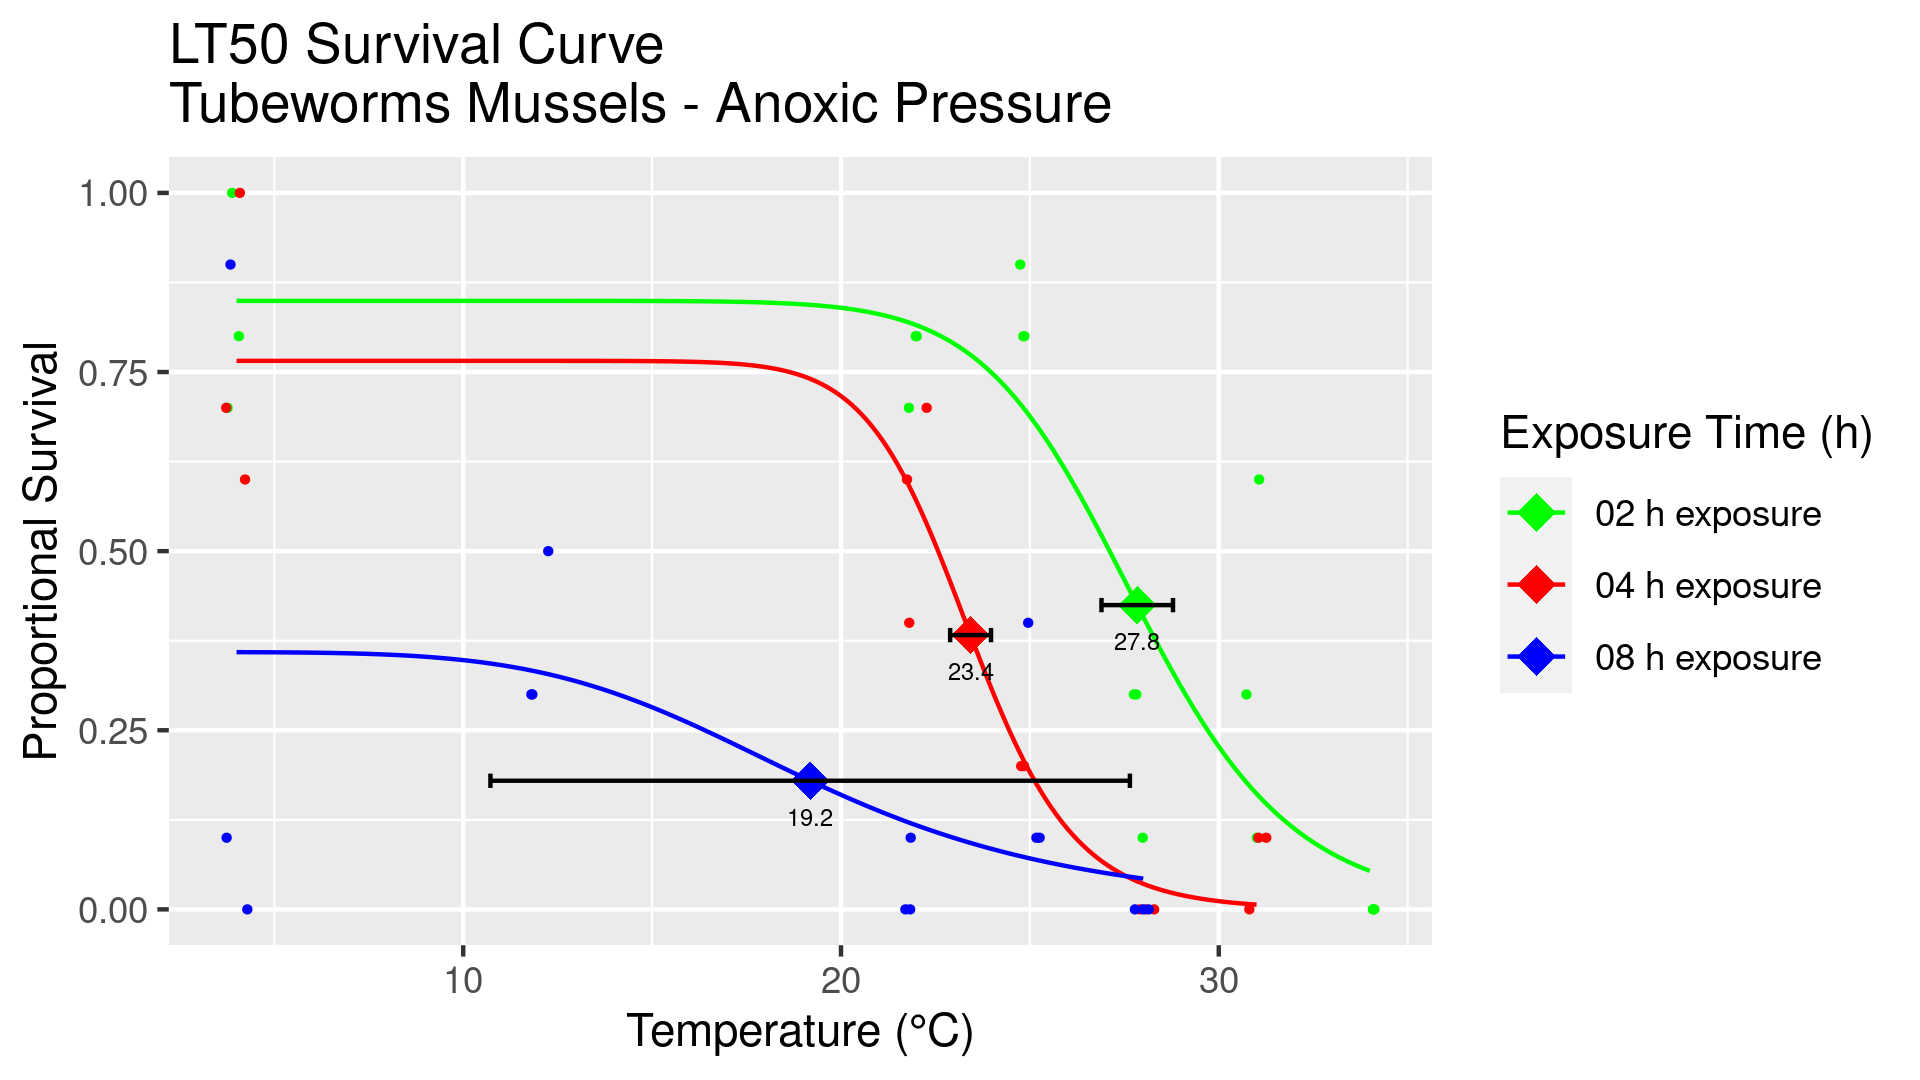 LT50 Survival Curve
Tubeworms Mussels - Anoxic Pressure
Proportional Survival
1.00
0.75
0.50
0.25
0.00
27.8
23.4
19.2
10
20
30
Temperature (°C)
Exposure Time (h)
02 h exposure
04 h exposure
08 h exposure